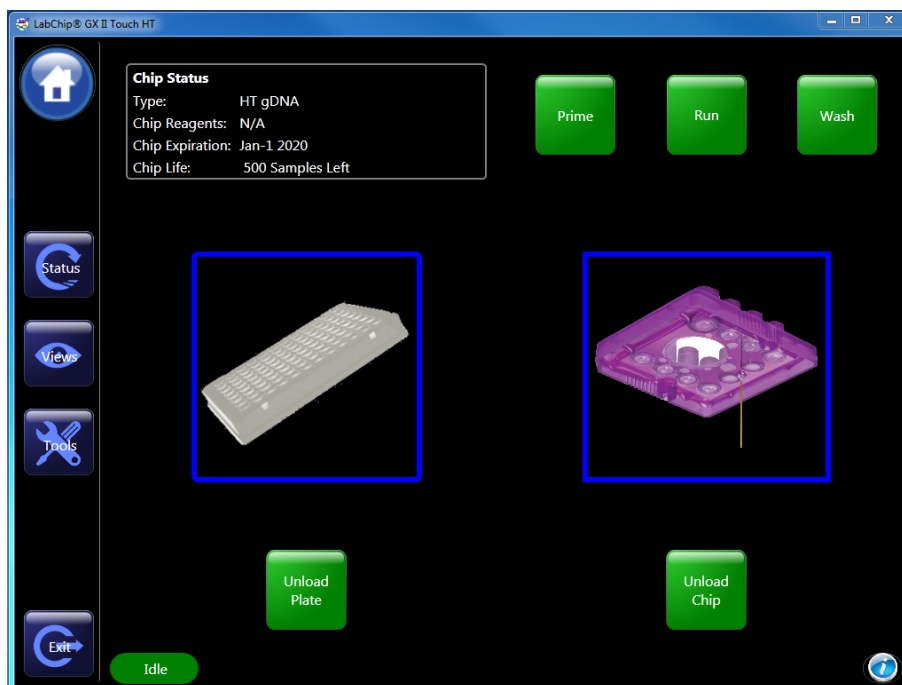 LabChip® GX II Touch HT
Chip Status
Type: HT gDNA
Chip Reagents: N/A
Chip Expiration: Jan-1 2020
Chip Life: 500 Samples Left
Prime
Run
Wash
Status
Views
Tools
Unload
Plate
Unload
Chip
Exit
Idle